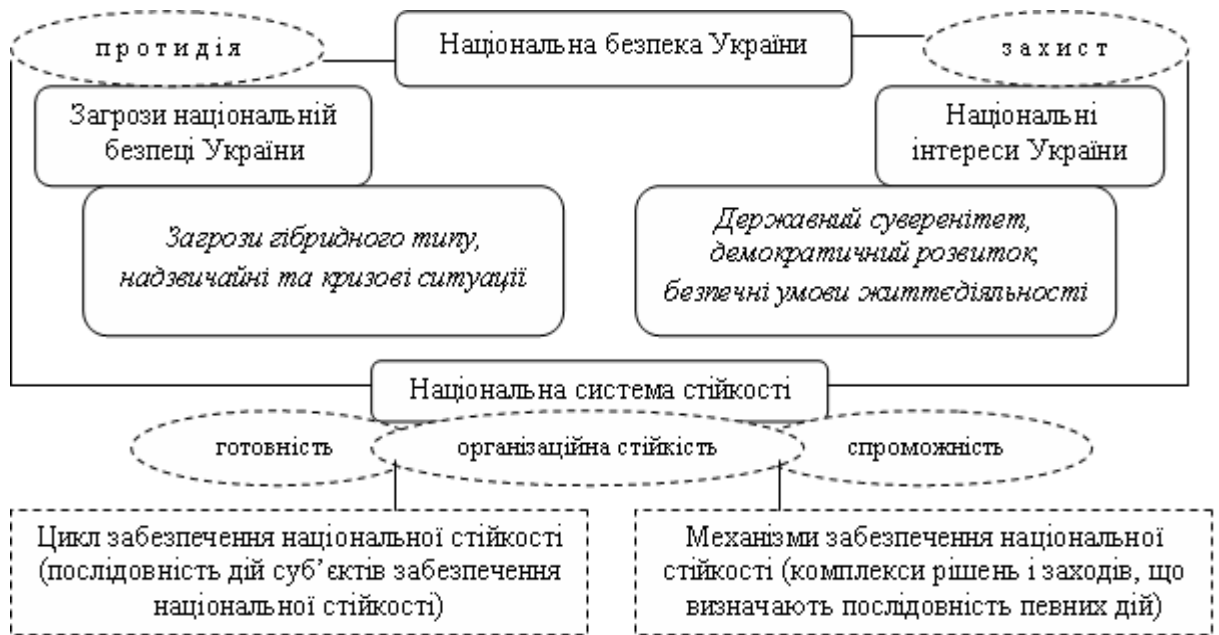 протидія
Національна безпека України
захист
Загрози національній
безпеці України
Національні
інтереси України
Загрози гібридного типу,
надзвичайні та кризові ситуації
Державний суверенітет,
демократичний розвиток,
безпечні умови життєдіяльності
Національна система стійкості
готовність
організаційна стійкість
спроможність
Цикл забезпечення національної стійкості
(послідовність дій суб’єктів забезпечення
національної стійкості)
Механізми забезпечення національної
стійкості (комплекси рішень і заходів, що
визначають послідовність певних дій)